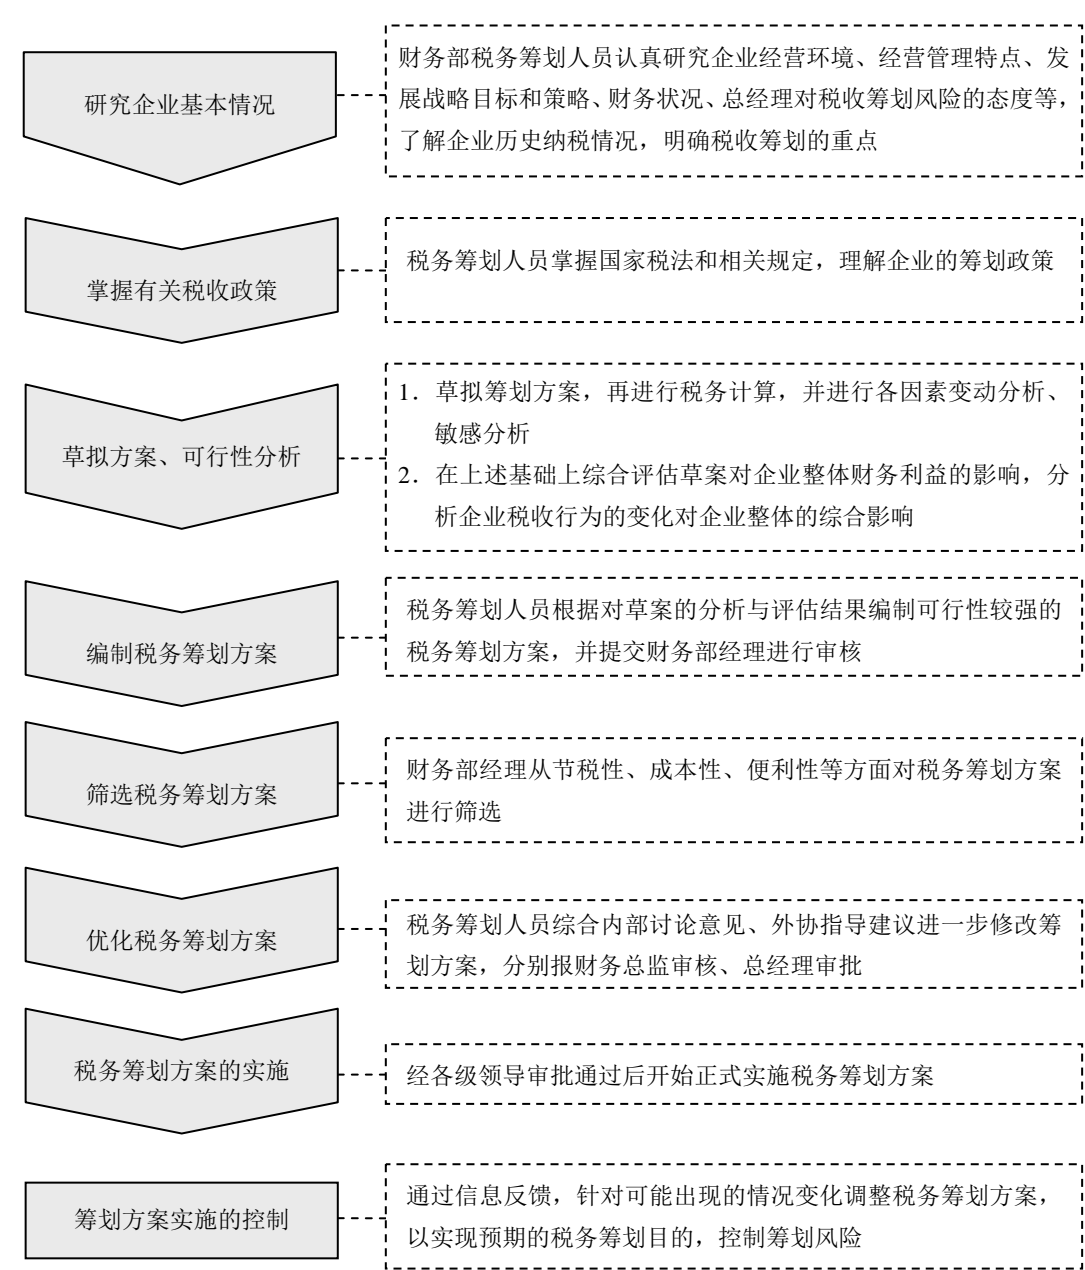 研究企业基本情况
财务部税务筹划人员认真研究企业经营环境、经营管理特点、发
展战略目标和策略、财务状况、总经理对税收筹划风险的态度等，
了解企业历史纳税情况，明确税收筹划的重点
掌握有关税收政策
税务筹划人员掌握国家税法和相关规定，理解企业的筹划政策
草拟方案、可行性分析
1．草拟筹划方案，再进行税务计算，并进行各因素变动分析、
敏感分析
2．在上述基础上综合评估草案对企业整体财务利益的影响，分
析企业税收行为的变化对企业整体的综合影响
编制税务筹划方案
税务筹划人员根据对草案的分析与评估结果编制可行性较强的
税务筹划方案，并提交财务部经理进行审核
筛选税务筹划方案
财务部经理从节税性、成本性、便利性等方面对税务筹划方案
进行筛选
优化税务筹划方案
税务筹划人员综合内部讨论意见、外协指导建议进一步修改筹
划方案，分别报财务总监审核、总经理审批
税务筹划方案的实施
经各级领导审批通过后开始正式实施税务筹划方案
筹划方案实施的控制
通过信息反馈，针对可能出现的情况变化调整税务筹划方案，
以实现预期的税务筹划目的，控制筹划风险